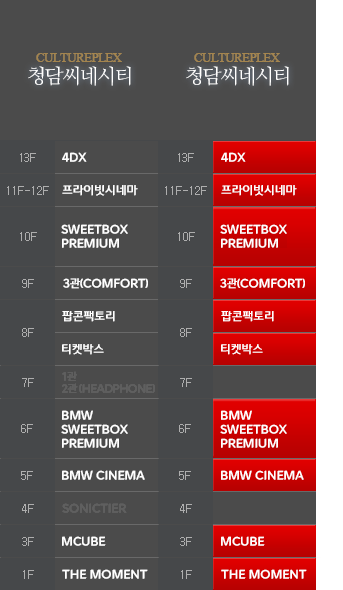 CULTUREPLEX
청담씨네시티
13F 4DX
11F-12F 프라이빗시네마
10F SWEETBOX
PREMIUM
9F 3관(COMFORT)
8F 팝콘팩토리
티켓박스
7F 1관
2관(HEADPHONE)
6F BMW
SWEETBOX
PREMIUM
5F BMW CINEMA
4F SONICTIER
3F MCUBE
1F THE MOMENT
CULTUREPLEX
청담씨네시티
13F 4DX
11F-12F 프라이빗시네마
10F SWEETBOX
PREMIUM
9F 3관(COMFORT)
8F 팝콘팩토리
티켓박스
7F
6F BMW
SWEETBOX
PREMIUM
5F BMW CINEMA
4F
3F MCUBE
1F THE MOMENT